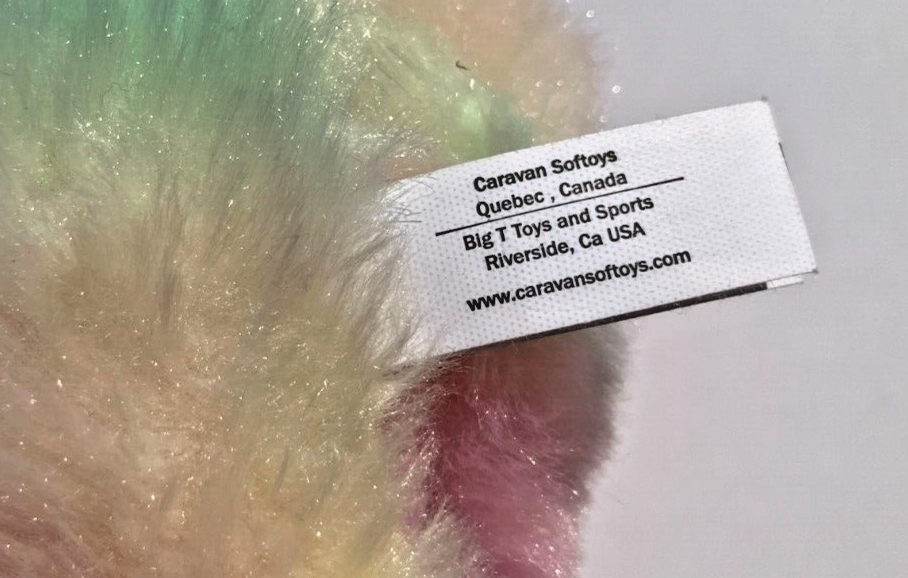 Caravan Softoys
Quebec , Canada
Big T Toys and Sports
Riverside, Ca USA
www.caravansoftoys.com